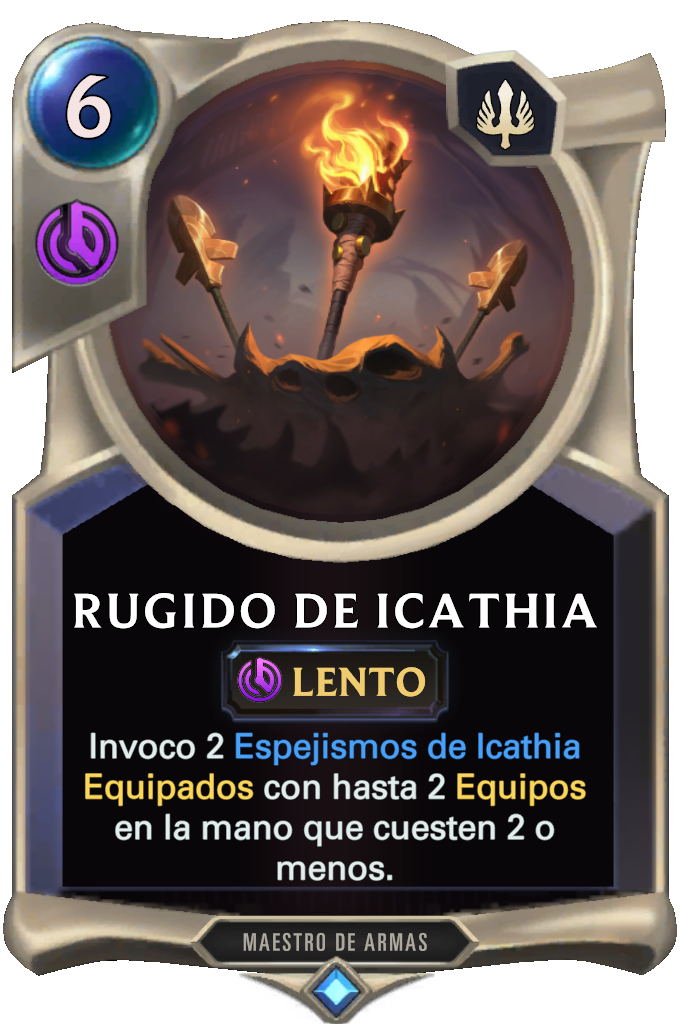 6
RUGIDO DE ICATHIA
LENTO
Invoco 2 Espejismos de Icathia
Equipados con hasta 2 Equipos
en la mano que cuesten 2 o
menos.
MAESTRO DE ARMAS